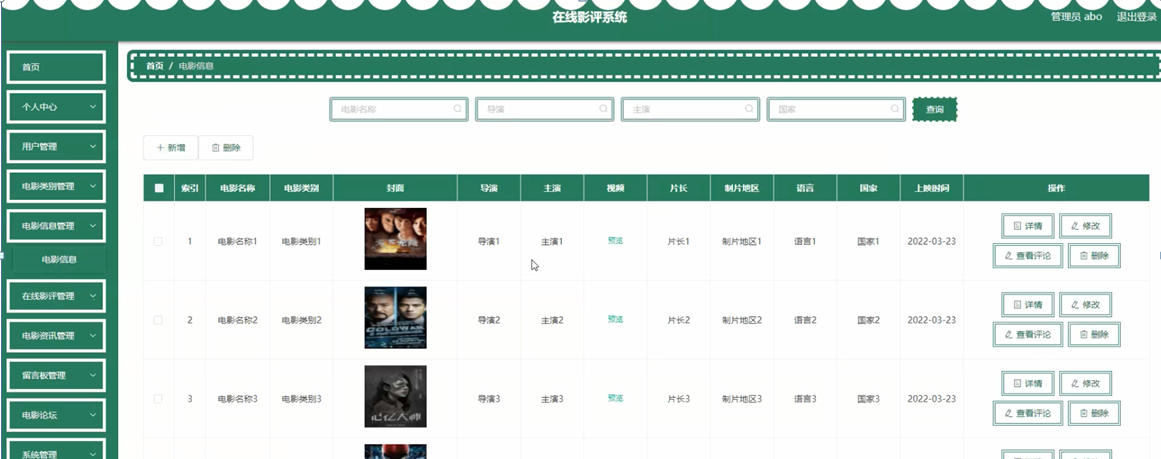 在线影评系统
管理员 abo 退出登录
首页
个人中心
用户管理
电影类别管理
电影信息管理
电影信息
在线影评管理
电影资讯管理
留言板管理
电影论坛
系统管理
首页 / 电影信息
电影名称 导演 主演 国家 查询
新增 删除
索引 电影名称 电影类别 封面 导演 主演 视频 片长 制片地区 语言 国家 上映时间 操作
1 电影名称1 电影类别1 导演1 主演1 预览 片长1 制片地区1 语言1 国家1 2022-03-23 详情 修改
查看评论 删除
2 电影名称2 电影类别2 COLD WAR 导演2 主演2 预览 片长2 制片地区2 语言2 国家2 2022-03-23 详情 修改
查看评论 删除
3 电影名称3 电影类别3 记忆大师 导演3 主演3 预览 片长3 制片地区3 语言3 国家3 2022-03-23 详情 修改
查看评论 删除